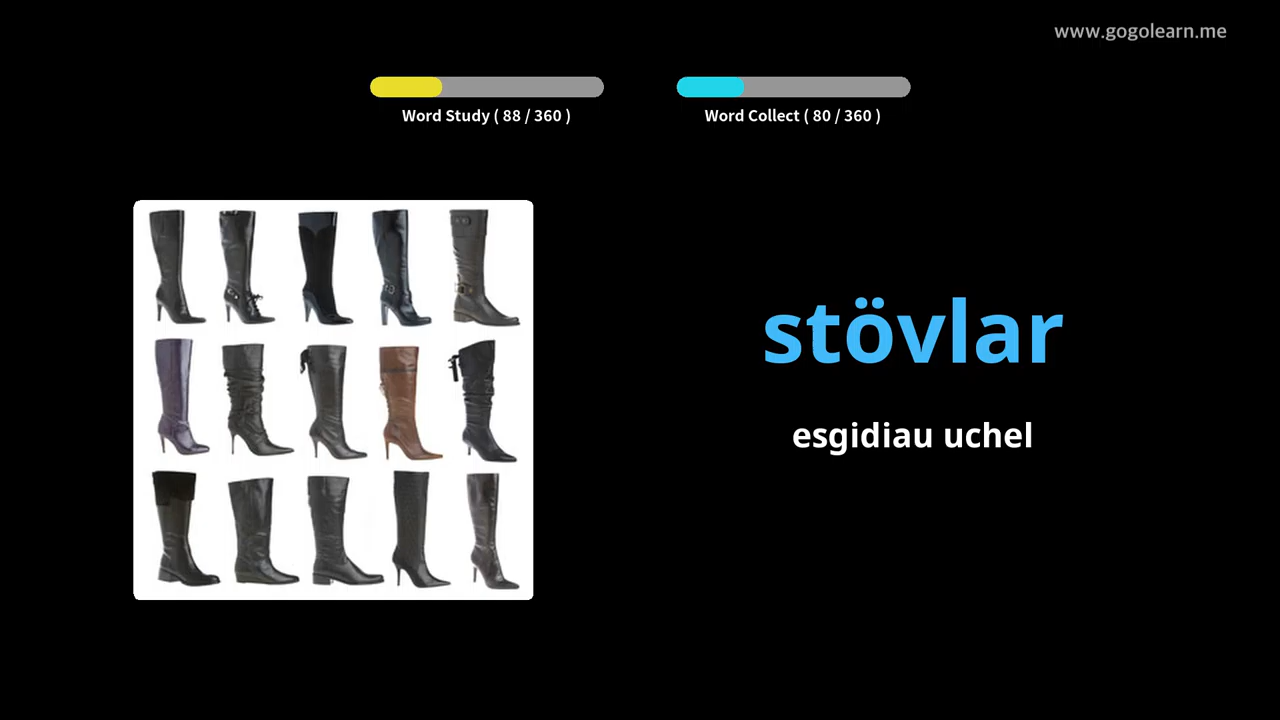 www.gogolearn.me
Word Study ( 88 / 360 )
Word Collect ( 80 / 360 )
stövlar
esgidiau uchel